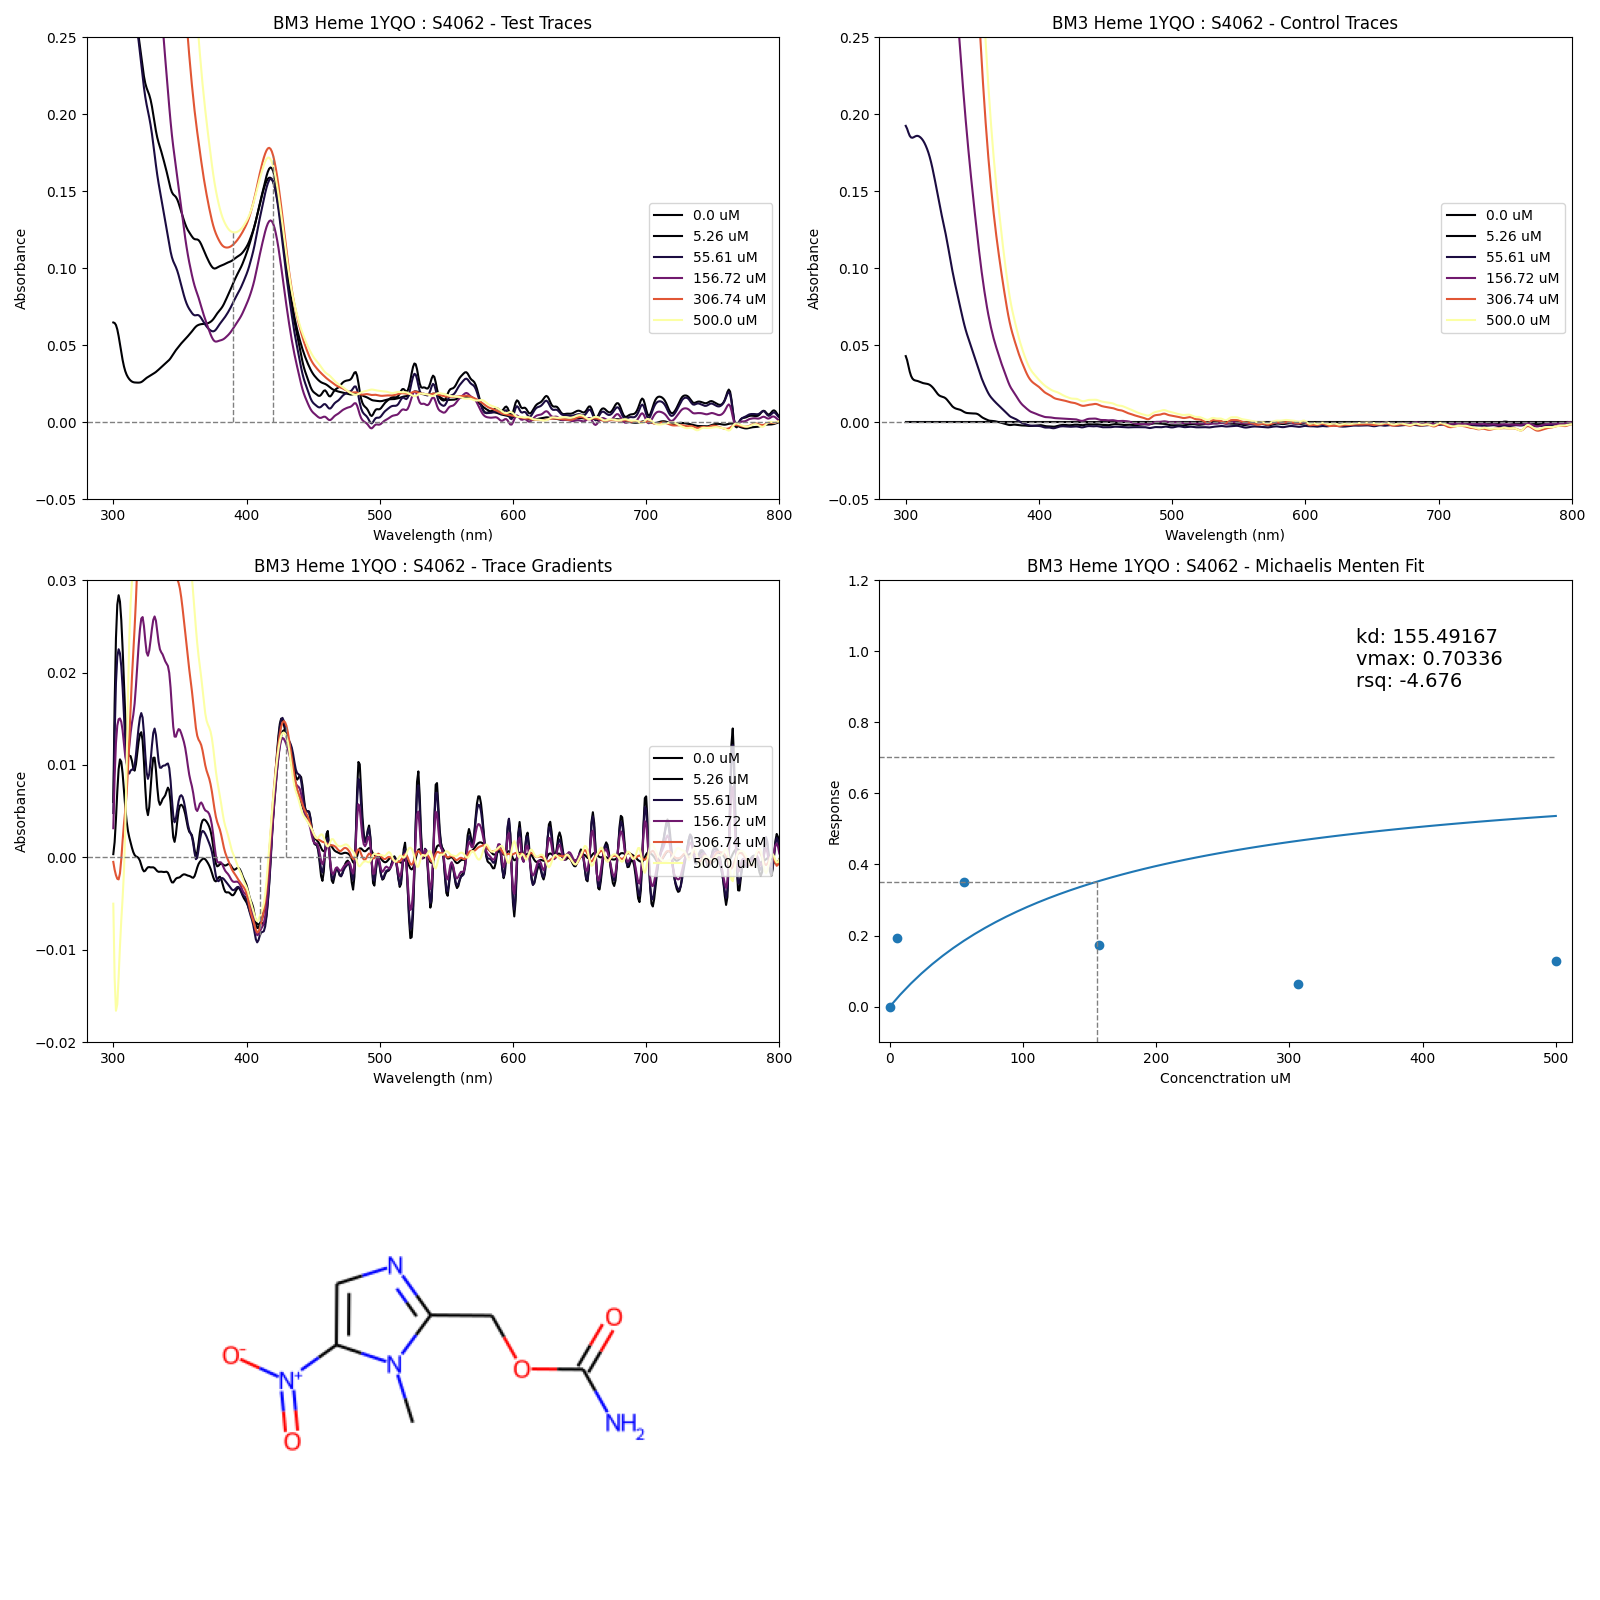 BM3 Heme 1YQO : S4062 - Test Traces
0.25
0.20
0.15
0.10
0.05
0.00
−0.05
Absorbance
0.0 uM
5.26 uM
55.61 uM
156.72 uM
306.74 uM
500.0 uM
300 400 500 600 700 800
Wavelength (nm)
BM3 Heme 1YQO : S4062 - Control Traces
0.25
0.20
0.15
0.10
0.05
0.00
−0.05
Absorbance
0.0 uM
5.26 uM
55.61 uM
156.72 uM
306.74 uM
500.0 uM
300 400 500 600 700 800
Wavelength (nm)
BM3 Heme 1YQO : S4062 - Trace Gradients
0.03
0.02
0.01
0.00
−0.01
−0.02
Absorbance
0.0 uM
5.26 uM
55.61 uM
156.72 uM
306.74 uM
500.0 uM
300 400 500 600 700 800
Wavelength (nm)
BM3 Heme 1YQO : S4062 - Michaelis Menten Fit
1.2
1.0
0.8
0.6
0.4
0.2
0.0
Response
kd: 155.49167
vmax: 0.70336
rsq: -4.676
0 100 200 300 400 500
Concenctration uM
N
O
O-
N
N+
O
NH2
O